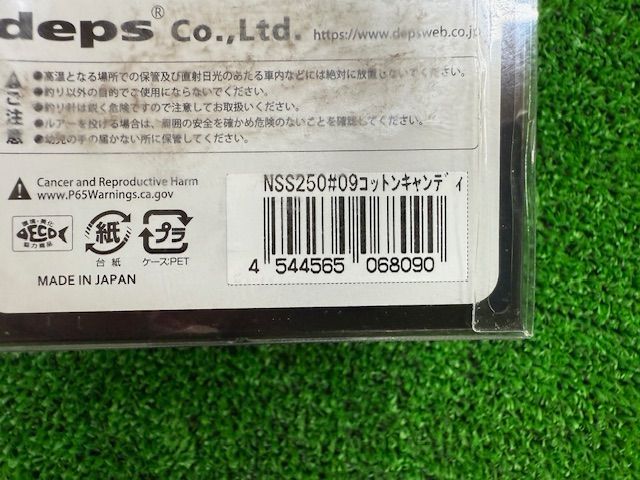 deps® Co.,Ltd. https://www.depsweb.co.jp
⚠ご注意
●高温となる場所での保管及び直射日光のあたる車内などには絶対に放置しないでください。
●釣り以外の目的でご使用にならないでください。
●釣り針は鋭く危険ですので注意してお取扱いください。
●ルアーを投げる場合は、周囲の安全を確かめ危険のないことを確認してください。
●幼児の手の届かない所に保管してください。
⚠ Cancer and Reproductive Harm
www.P65Warnings.ca.gov
環境・美化
ECO
協力商品
紙
台紙
プラ
ケース:PET
MADE IN JAPAN
NSS250#09コットンキャンディ
4 544565 068090